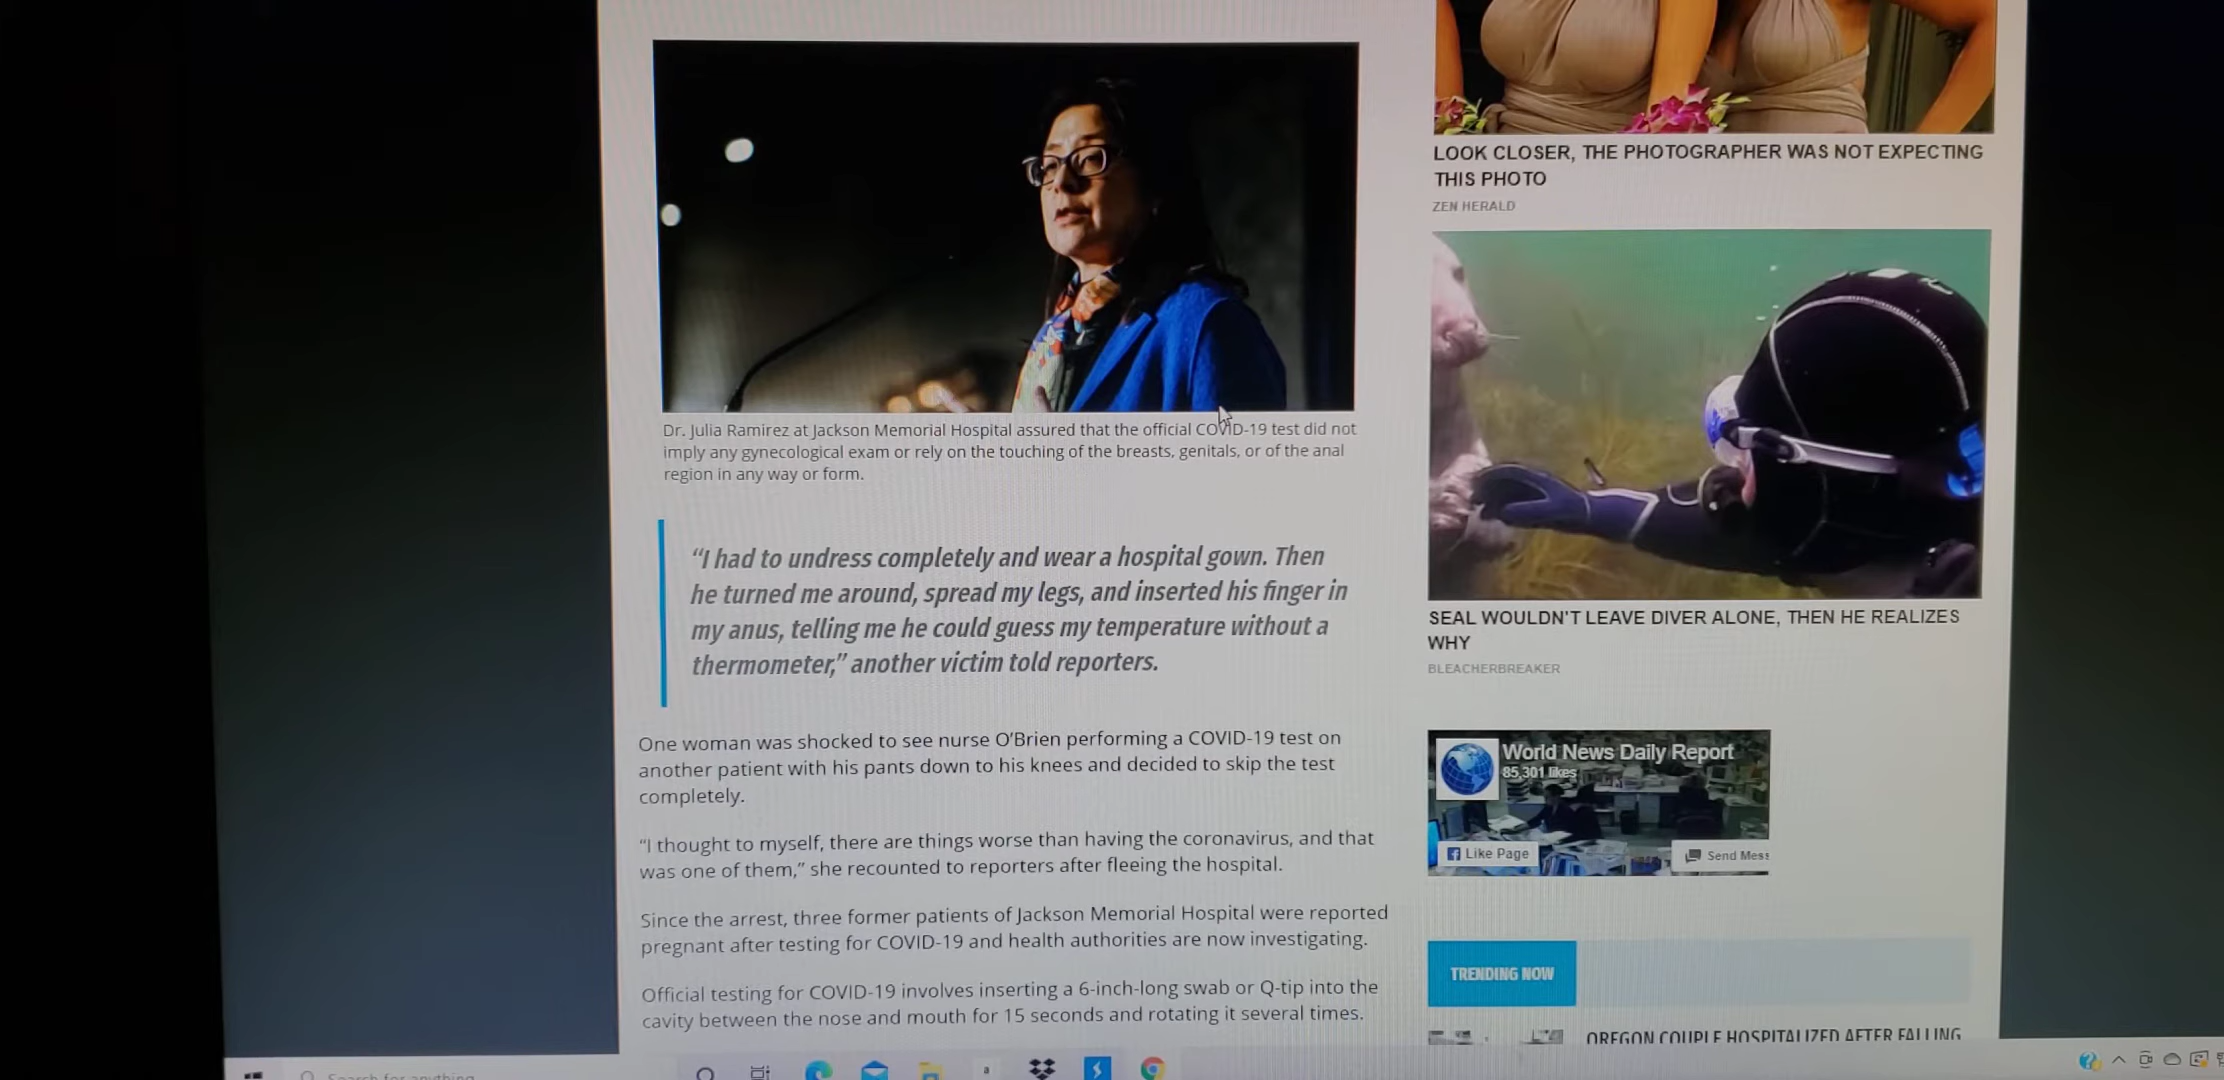 Dr. Julia Ramirez at Jackson Memorial Hospital assured that the official COVID-19 test did not
imply any gynecological exam or rely on the touching of the breasts, genitals, or of the anal
region in any way or form.
“I had to undress completely and wear a hospital gown. Then
he turned me around, spread my legs, and inserted his finger in
my anus, telling me he could guess my temperature without a
thermometer,” another victim told reporters.
One woman was shocked to see nurse O’Brien performing a COVID-19 test on
another patient with his pants down to his knees and decided to skip the test
completely.
“I thought to myself, there are things worse than having the coronavirus, and that
was one of them,” she recounted to reporters after fleeing the hospital.
Since the arrest, three former patients of Jackson Memorial Hospital were reported
pregnant after testing for COVID-19 and health authorities are now investigating.
Official testing for COVID-19 involves inserting a 6-inch-long swab or Q-tip into the
cavity between the nose and mouth for 15 seconds and rotating it several times.
LOOK CLOSER, THE PHOTOGRAPHER WAS NOT EXPECTING
THIS PHOTO
ZEN HERALD
SEAL WOULDN'T LEAVE DIVER ALONE, THEN HE REALIZES
WHY
BLEACHERBREAKER
World News Daily Report
85,301 likes
Like Page
Send Mess
TRENDING NOW
OREGON COUPLE HOSPITALIZED AFTER FALLING
Search for anything
a